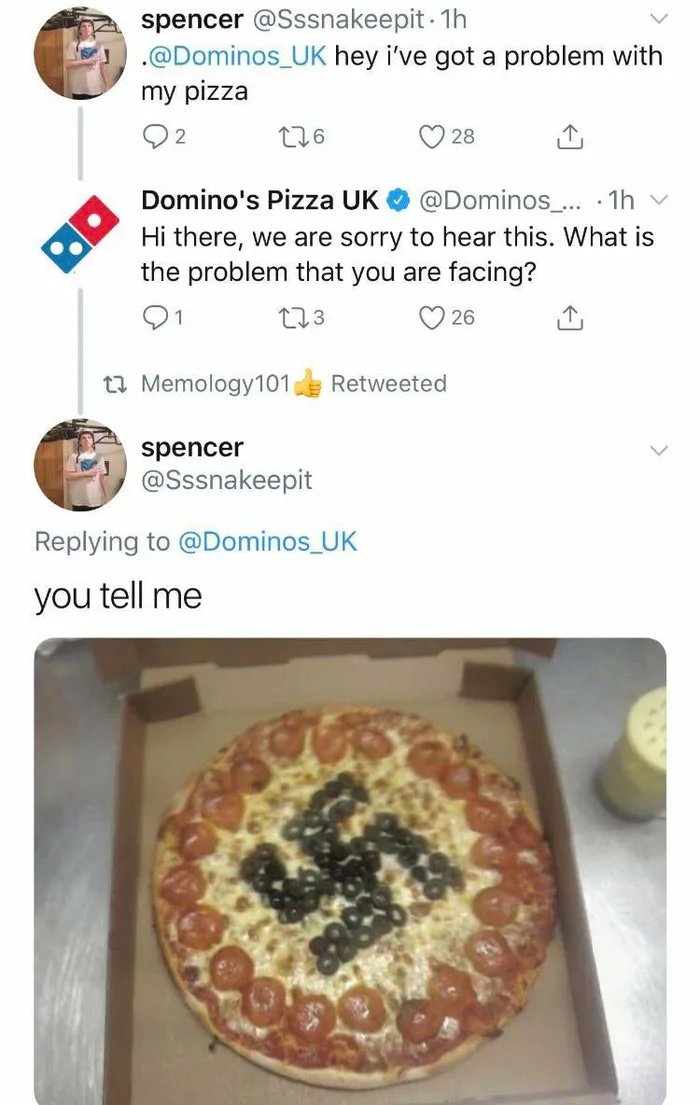 spencer @Sssnakeepit · 1h
.@Dominos_UK hey i've got a problem with
my pizza
2 6 28
Domino's Pizza UK @Dominos_... · 1h
Hi there, we are sorry to hear this. What is
the problem that you are facing?
1 3 26
Memology101👍 Retweeted
spencer
@Sssnakeepit
Replying to @Dominos_UK
you tell me